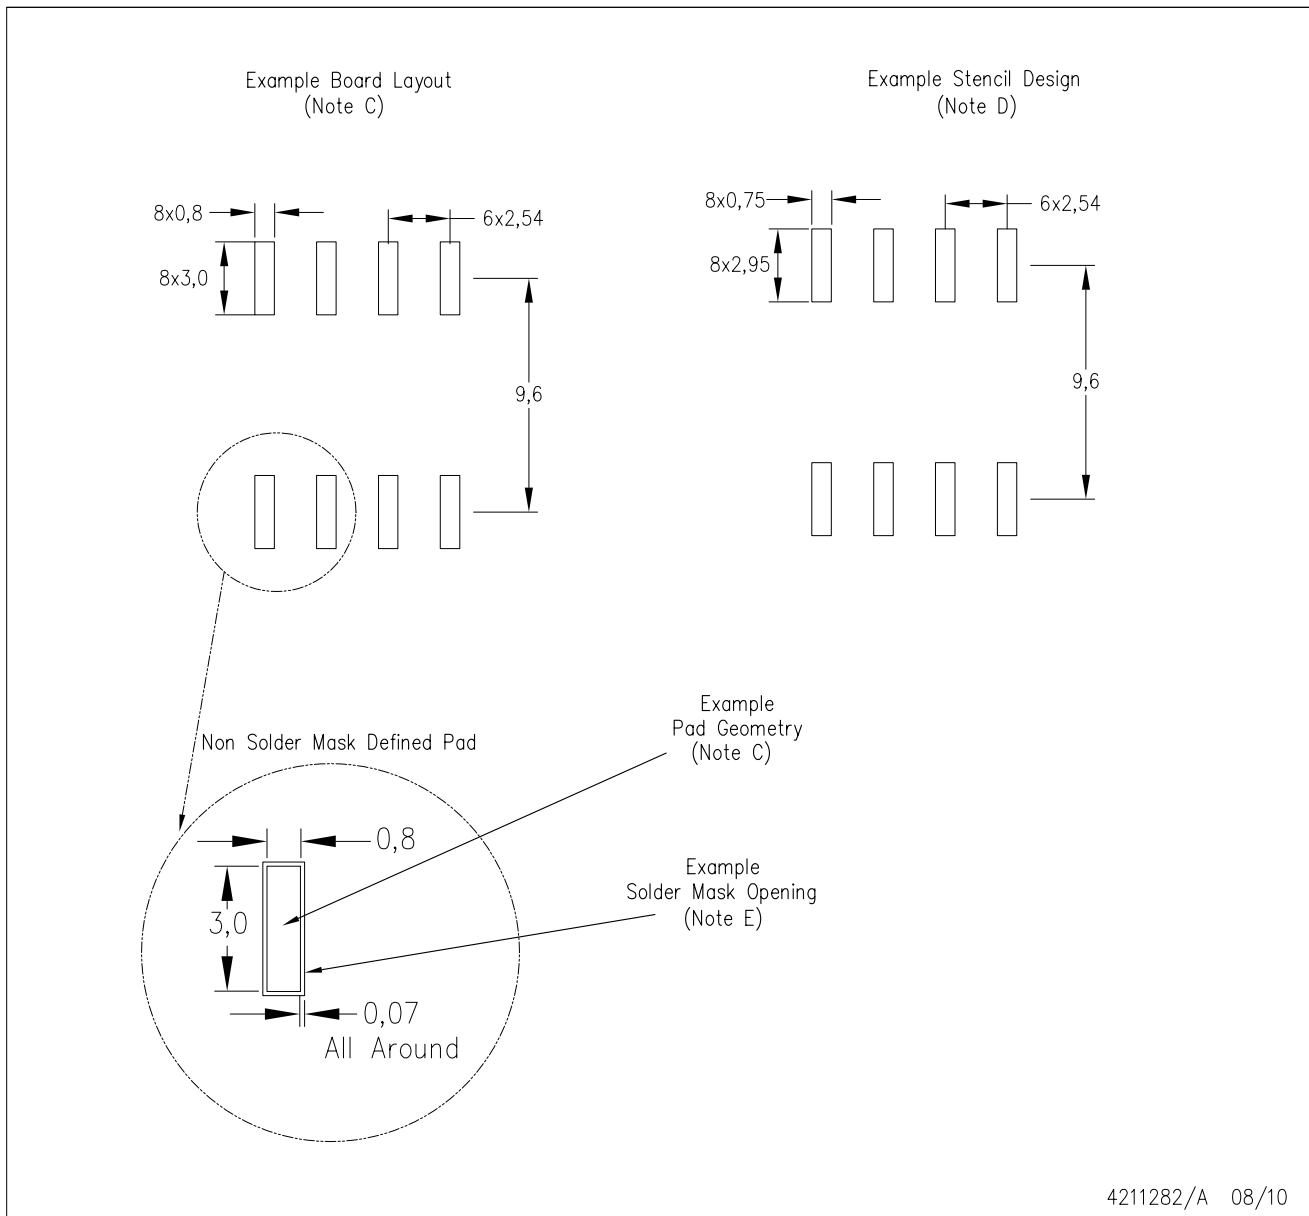 Example Board Layout
(Note C)
Example Stencil Design
(Note D)
8x0,8
6x2,54
8x3,0
9,6
8x0,75
6x2,54
8x2,95
9,6
Non Solder Mask Defined Pad
Example
Pad Geometry
(Note C)
0,8
3,0
Example
Solder Mask Opening
(Note E)
0,07
All Around
4211282/A 08/10